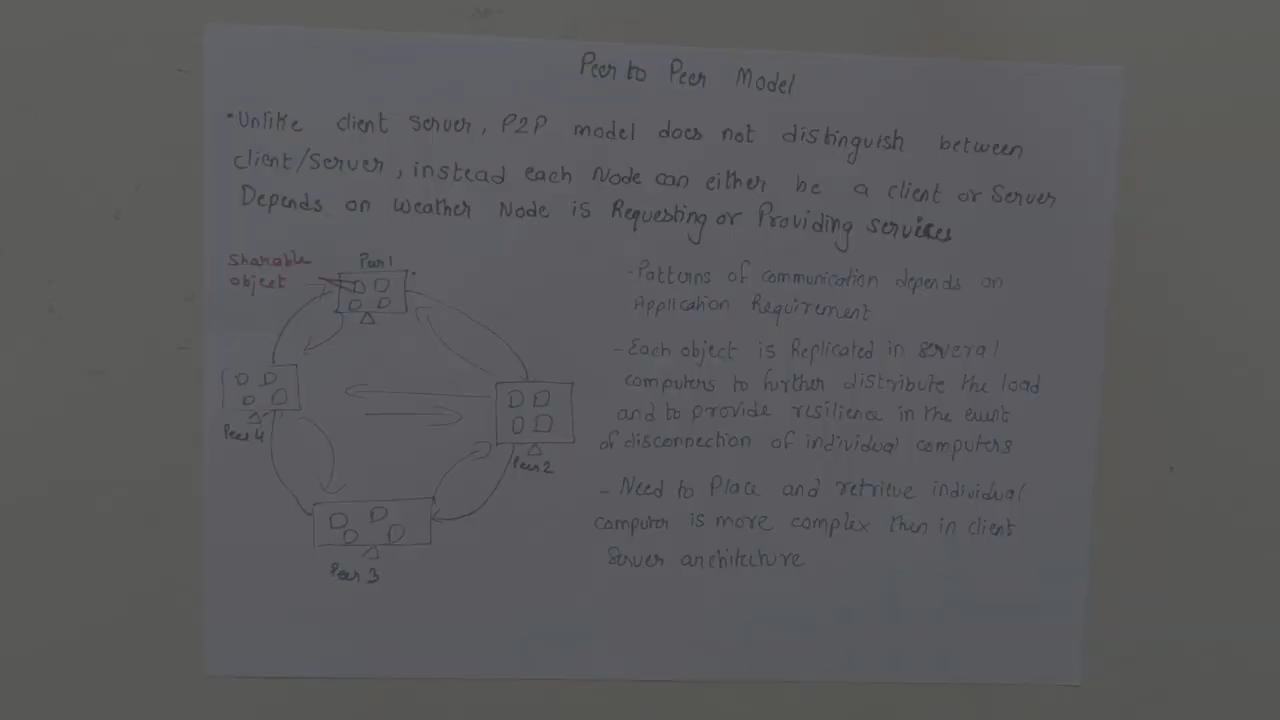 Peer to Peer Model
• Unlike client server, P2P model does not distinguish between
client/server, instead each Node can either be a client or server
Depends on weather Node is Requesting or Providing services
Sharable
object
Peer 1
Peer 4
Peer 2
Peer 3
- Patterns of communication depends on
Application Requirement
- Each object is Replicated in several
computers to further distribute the load
and to provide resilience in the event
of disconnection of individual computers
- Need to Place and retrieve individual
computer is more complex then in client
Server architecture